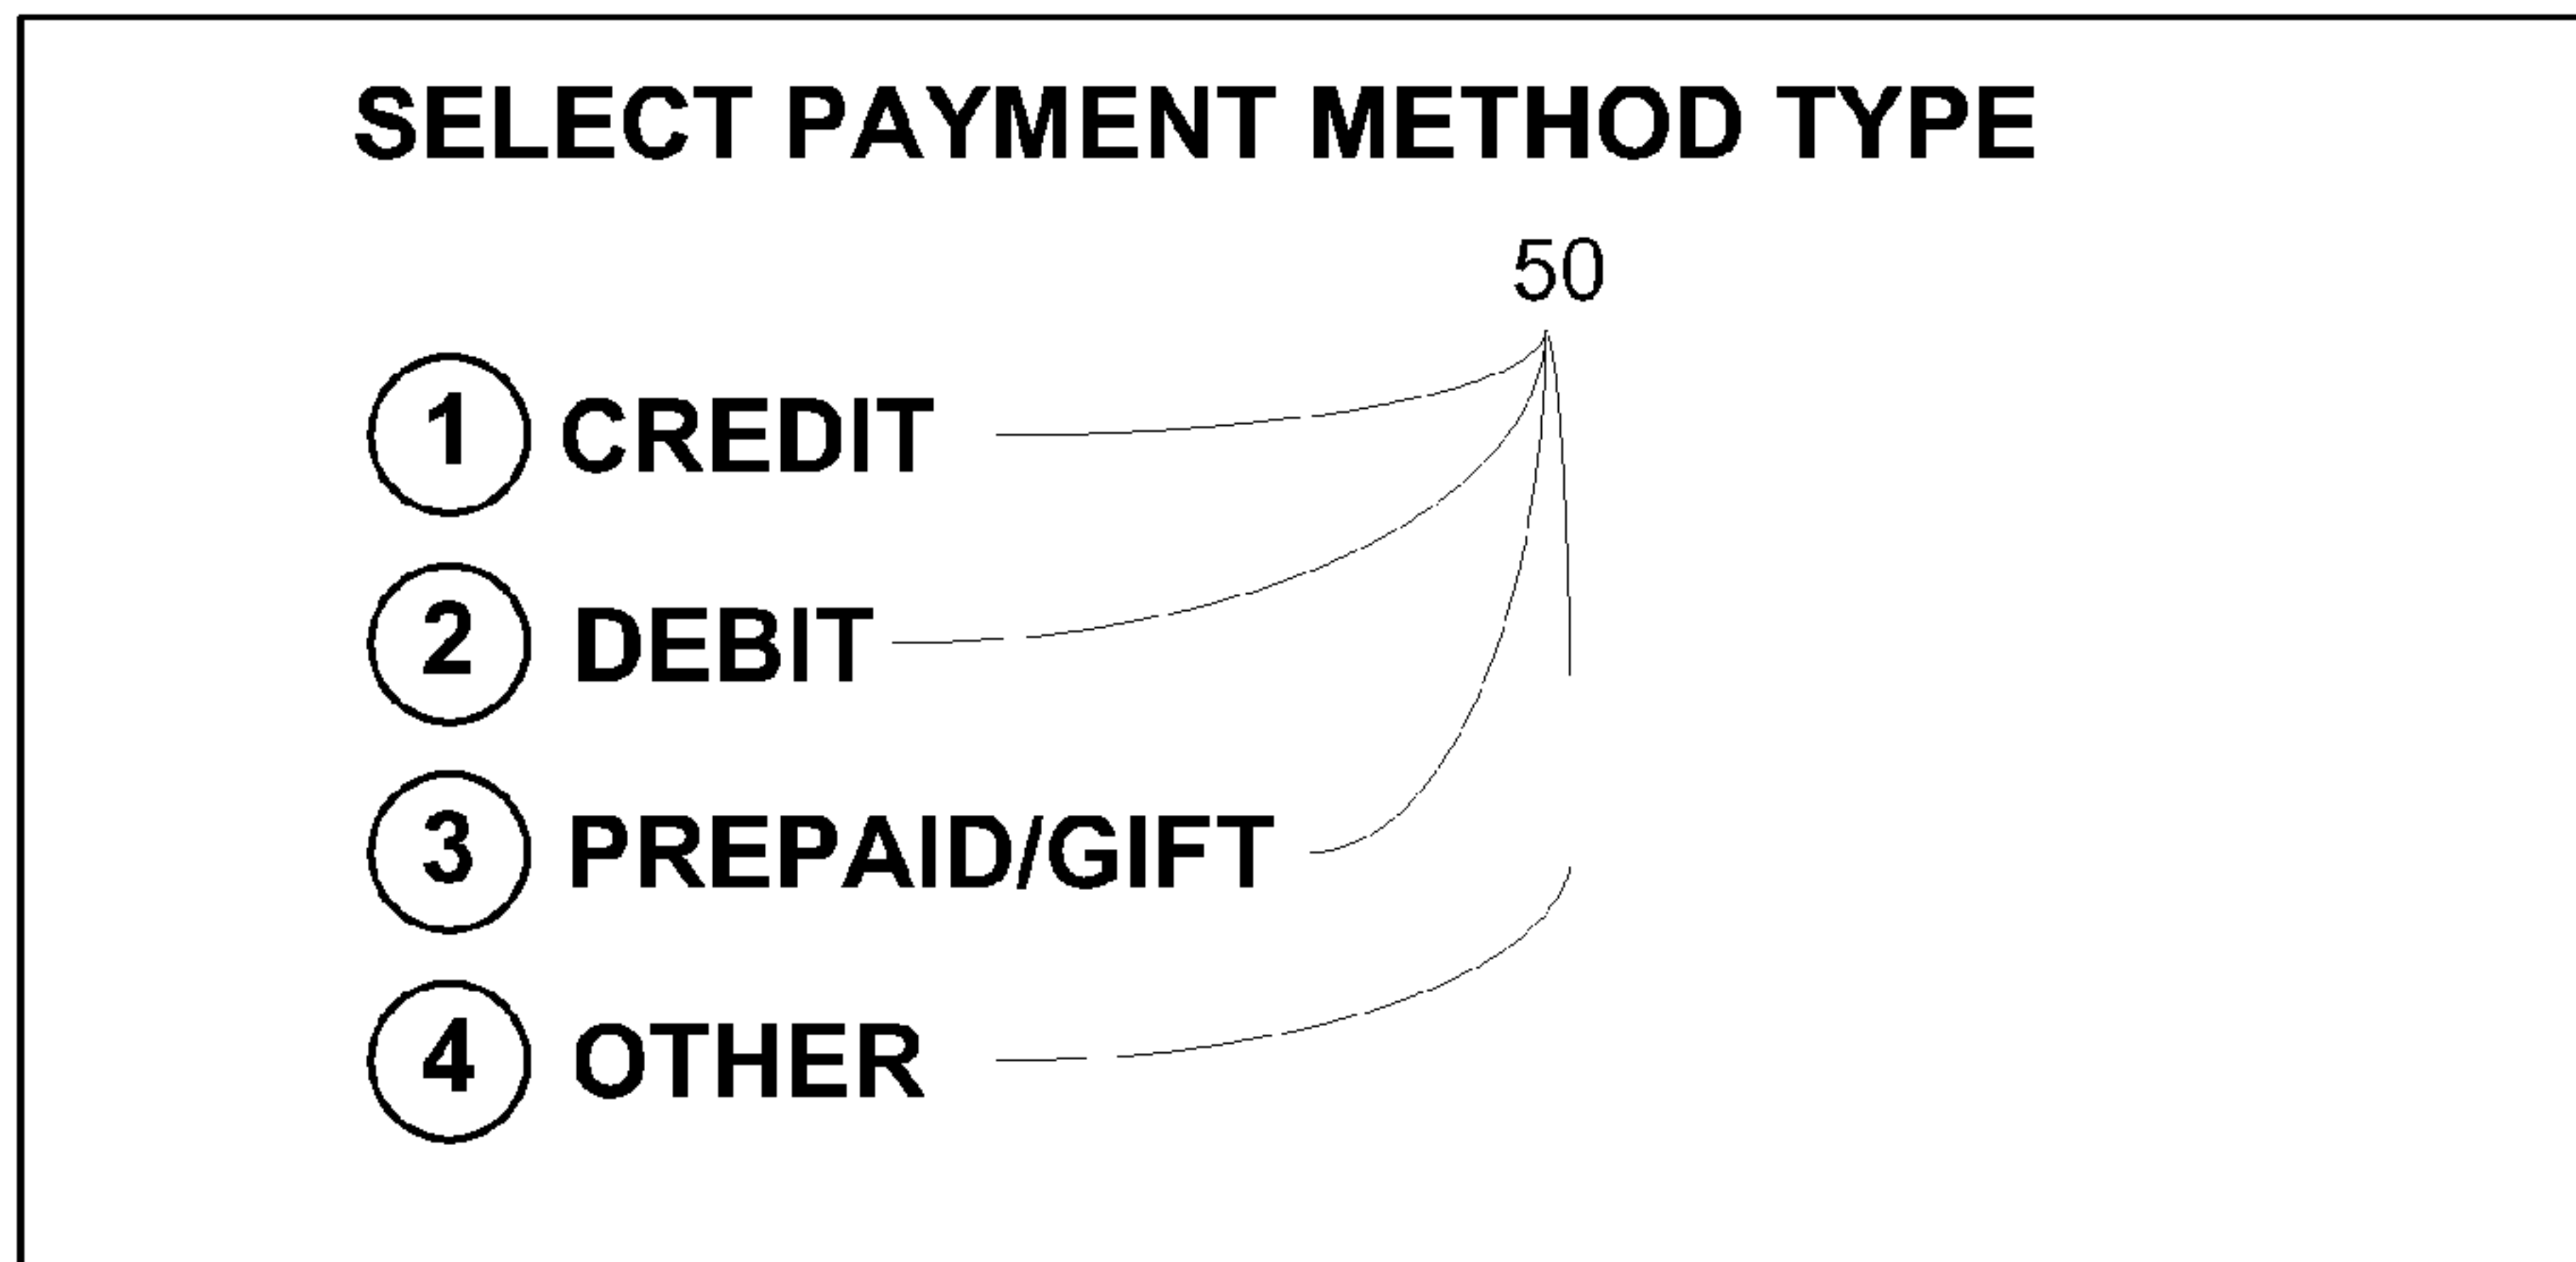 SELECT PAYMENT METHOD TYPE
50
1 CREDIT
2 DEBIT
3 PREPAID/GIFT
4 OTHER